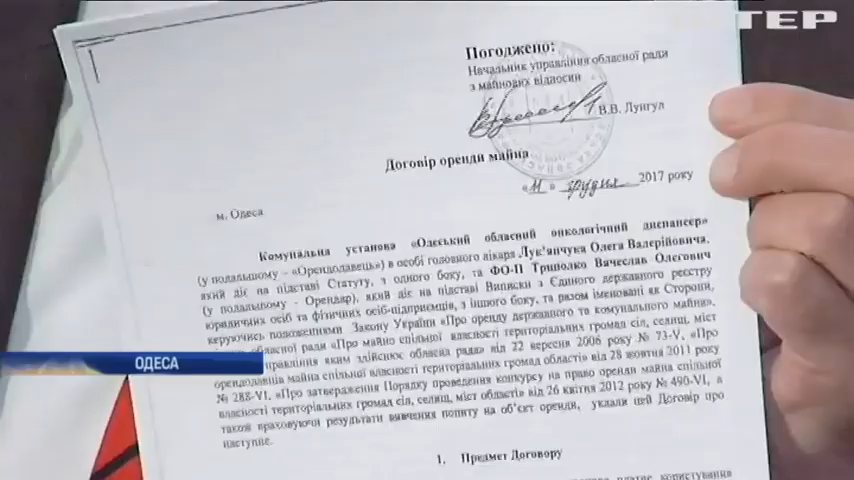 ТЕР
Погоджено:
Начальник управління обласної ради
з майнових відносин
В.В. Лунгул
Договір оренди майна
«11» грудня 2017 року
м. Одеса
Комунальна установа «Одеський обласний онкологічний диспансер»
(у подальшому – «Орендодавець») в особі головного лікаря Лук'янчука Олега Валерійовича,
який діє на підставі Статуту, з одного боку, та ФО-П Триполко Вячеслав Олегович
(у подальшому - Орендар), який діє на підставі Виписки з Єдиного державного реєстру
юридичних осіб та фізичних осіб-підприємців, з іншого боку, та разом іменовані як Сторони,
керуючись положеннями Закону України «Про оренду державного та комунального майна»,
обласної ради «Про майно спільної власності територіальних громад сіл, селищ, міст
управління яким здійснює обласна рада» від 22 вересня 2006 року № 73-V, «Про
орендодавців майна спільної власності територіальних громад області» від 28 жовтня 2011 року
№ 288-VI, «Про затвердження Порядку проведення конкурсу на право оренди майна спільної
власності територіальних громад сіл, селищ, міст області» від 26 квітня 2012 року № 490-VI, а
також враховуючи результати вивчення попиту на об'єкт оренди, уклали цей Договір про
наступне.
1. Предмет Договору
платне користування
ОДЕСА